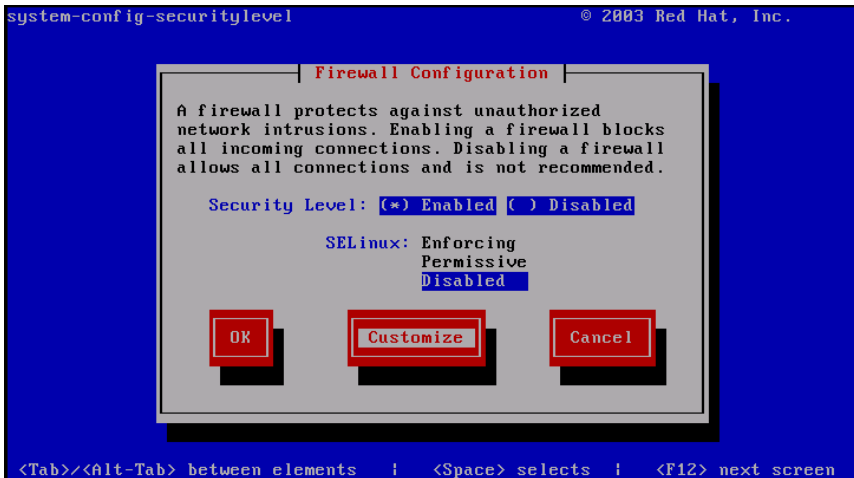 system-config-securitylevel © 2003 Red Hat, Inc.
Firewall Configuration
A firewall protects against unauthorized
network intrusions. Enabling a firewall blocks
all incoming connections. Disabling a firewall
allows all connections and is not recommended.
Security Level: (*) Enabled ( ) Disabled
SELinux: Enforcing
Permissive
Disabled
OK Customize Cancel
<Tab>/<Alt-Tab> between elements | <Space> selects | <F12> next screen